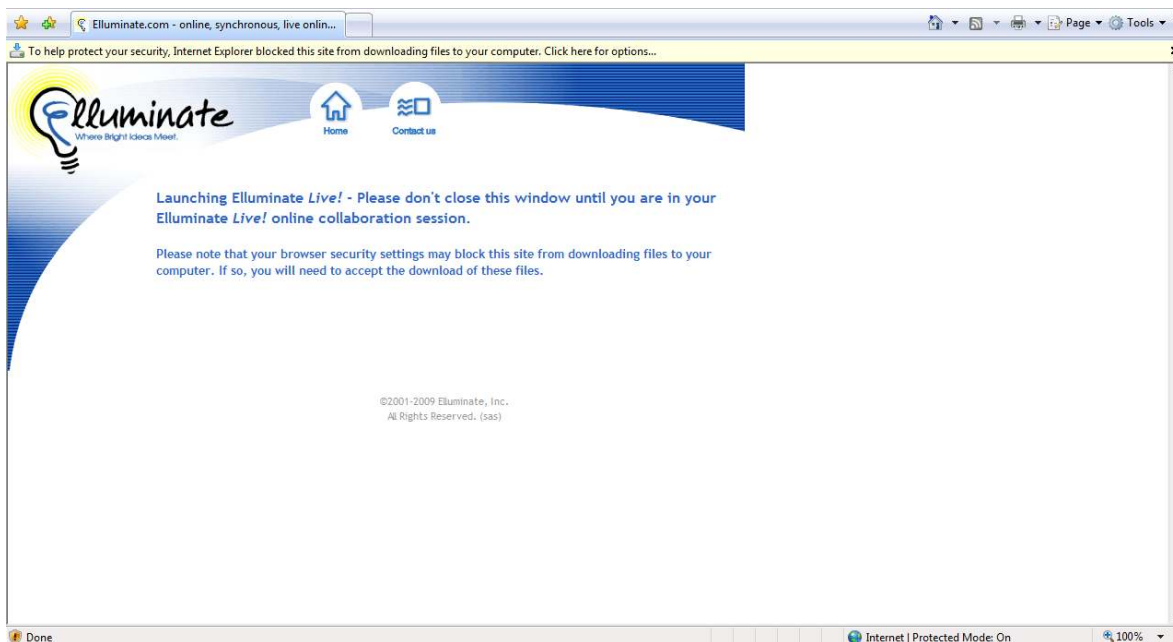 Elluminate.com - online, synchronous, live onlin...
Page
Tools
To help protect your security, Internet Explorer blocked this site from downloading files to your computer. Click here for options...
elluminate
Where Bright Ideas Meet.
Home
Contact us
Launching Elluminate Live! - Please don't close this window until you are in your
Elluminate Live! online collaboration session.
Please note that your browser security settings may block this site from downloading files to your
computer. If so, you will need to accept the download of these files.
©2001-2009 Elluminate, Inc.
All Rights Reserved. (sas)
Done
Internet | Protected Mode: On
100%